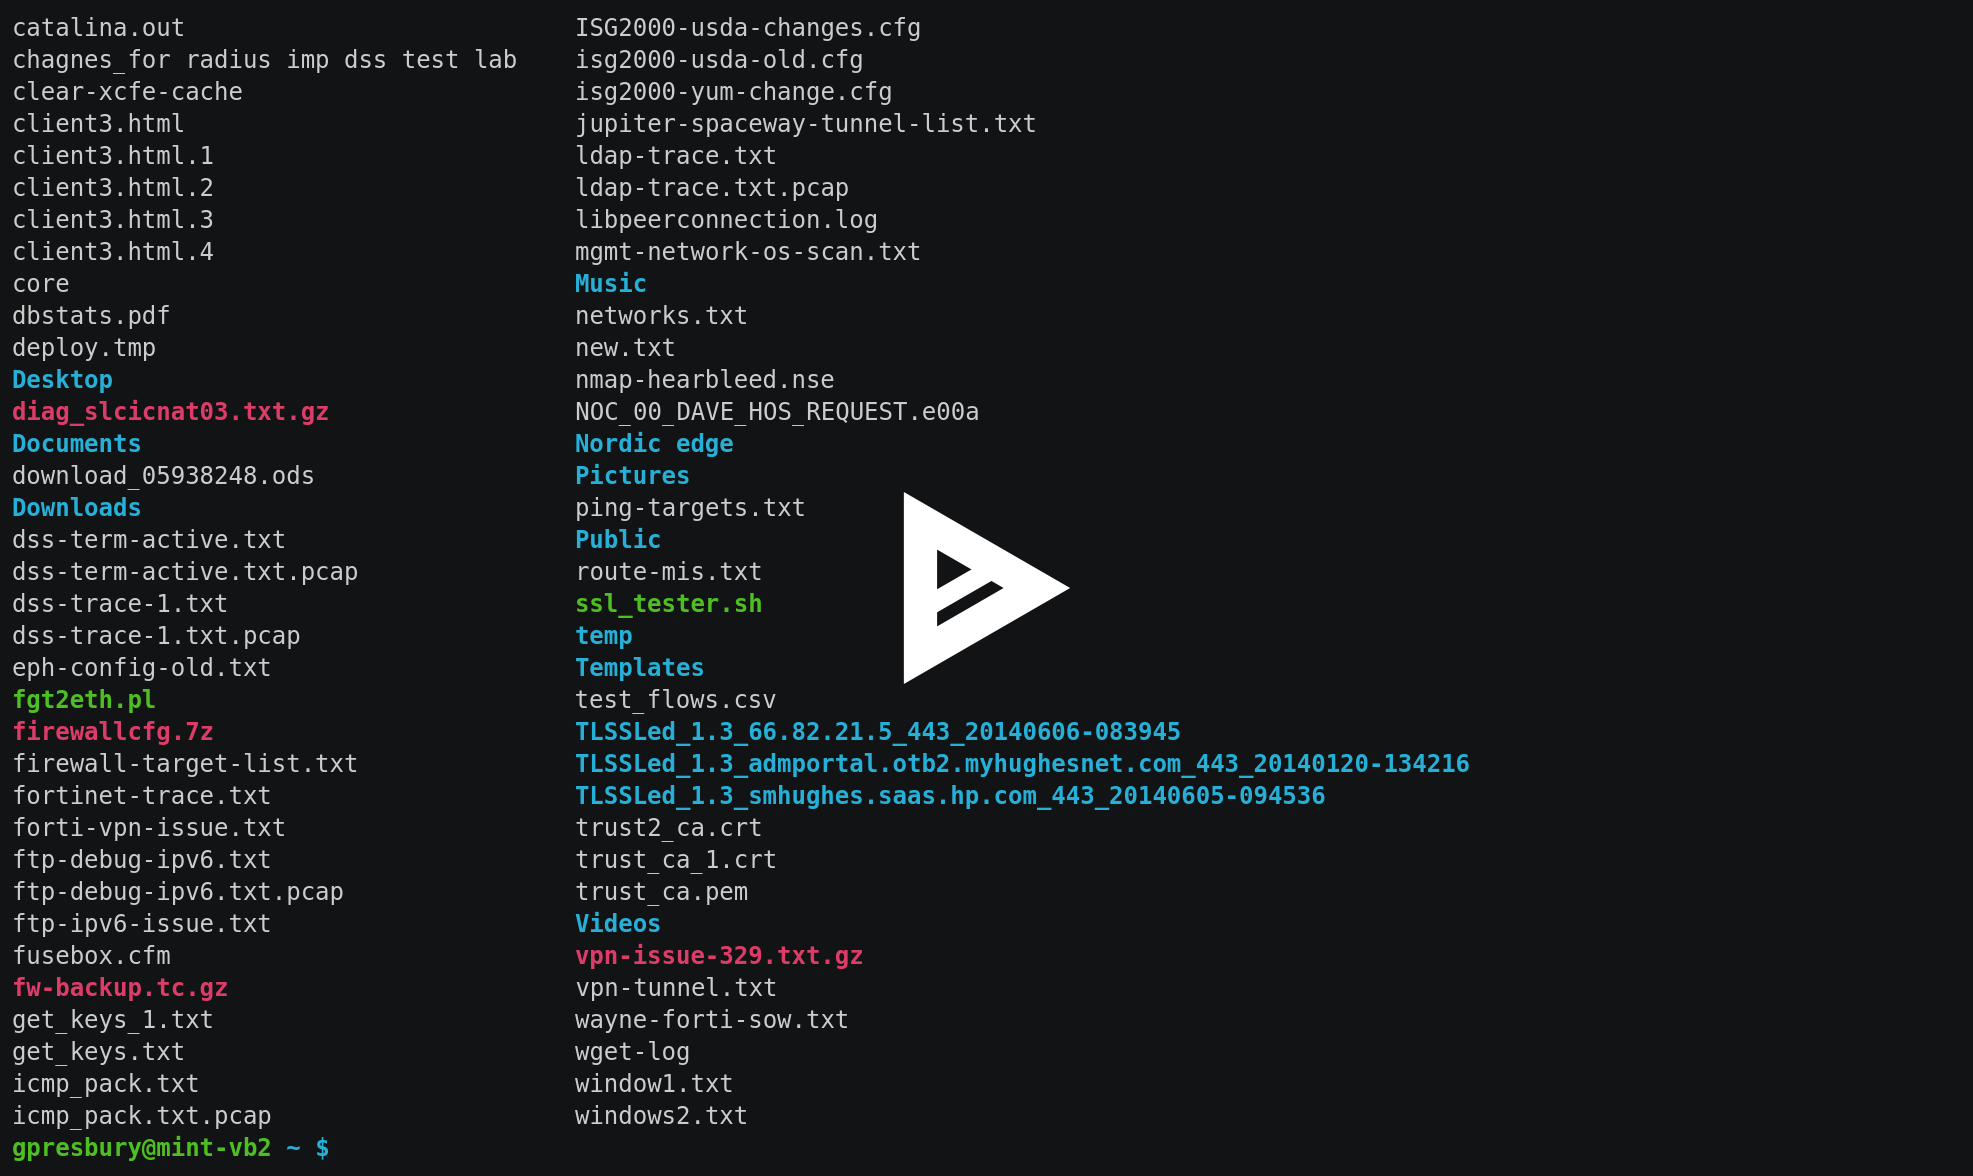 catalina.out ISG2000-usda-changes.cfg
chagnes_for radius imp dss test lab isg2000-usda-old.cfg
clear-xcfe-cache isg2000-yum-change.cfg
client3.html jupiter-spaceway-tunnel-list.txt
client3.html.1 ldap-trace.txt
client3.html.2 ldap-trace.txt.pcap
client3.html.3 libpeerconnection.log
client3.html.4 mgmt-network-os-scan.txt
core Music
dbstats.pdf networks.txt
deploy.tmp new.txt
Desktop nmap-hearbleed.nse
diag_slcicnat03.txt.gz NOC_00_DAVE_HOS_REQUEST.e00a
Documents Nordic edge
download_05938248.ods Pictures
Downloads ping-targets.txt
dss-term-active.txt Public
dss-term-active.txt.pcap route-mis.txt
dss-trace-1.txt ssl_tester.sh
dss-trace-1.txt.pcap temp
eph-config-old.txt Templates
fgt2eth.pl test_flows.csv
firewallcfg.7z TLSSLed_1.3_66.82.21.5_443_20140606-083945
firewall-target-list.txt TLSSLed_1.3_admportal.otb2.myhughesnet.com_443_20140120-134216
fortinet-trace.txt TLSSLed_1.3_smhughes.saas.hp.com_443_20140605-094536
forti-vpn-issue.txt trust2_ca.crt
ftp-debug-ipv6.txt trust_ca_1.crt
ftp-debug-ipv6.txt.pcap trust_ca.pem
ftp-ipv6-issue.txt Videos
fusebox.cfm vpn-issue-329.txt.gz
fw-backup.tc.gz vpn-tunnel.txt
get_keys_1.txt wayne-forti-sow.txt
get_keys.txt wget-log
icmp_pack.txt window1.txt
icmp_pack.txt.pcap windows2.txt
gpresbury@mint-vb2 ~ $